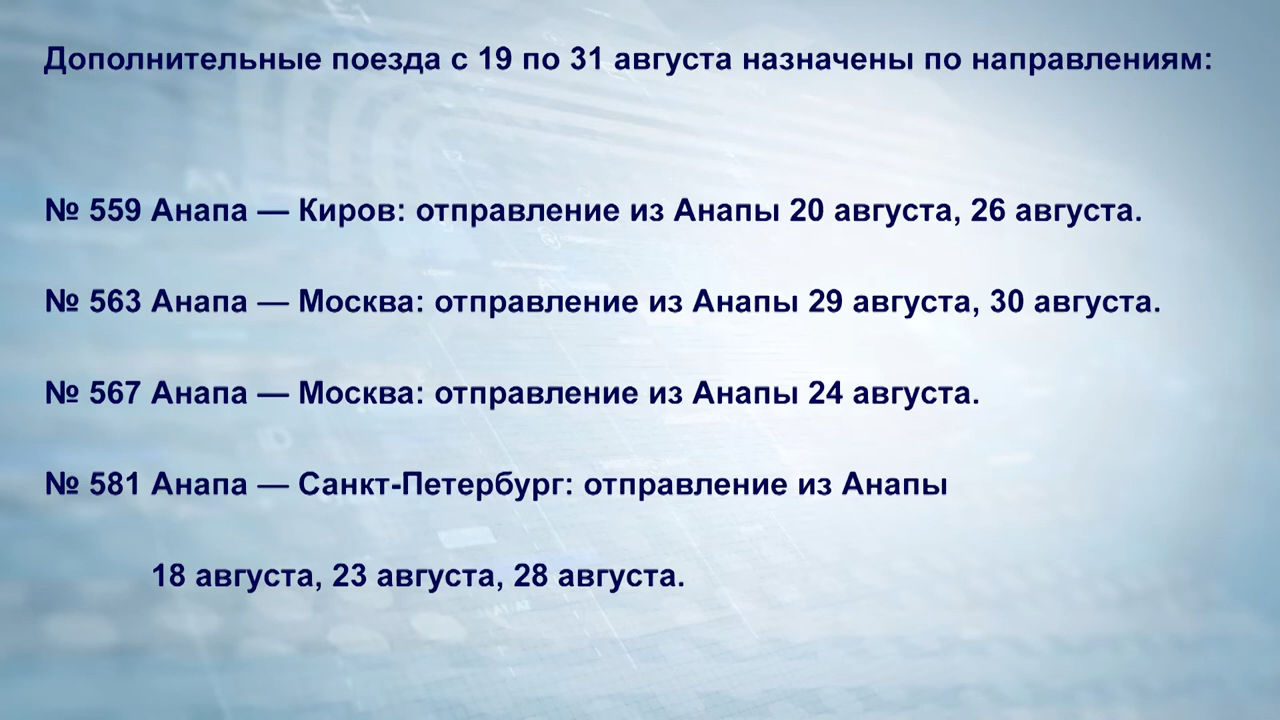 Дополнительные поезда с 19 по 31 августа назначены по направлениям:
№ 559 Анапа — Киров: отправление из Анапы 20 августа, 26 августа.
№ 563 Анапа — Москва: отправление из Анапы 29 августа, 30 августа.
№ 567 Анапа — Москва: отправление из Анапы 24 августа.
№ 581 Анапа — Санкт-Петербург: отправление из Анапы
18 августа, 23 августа, 28 августа.